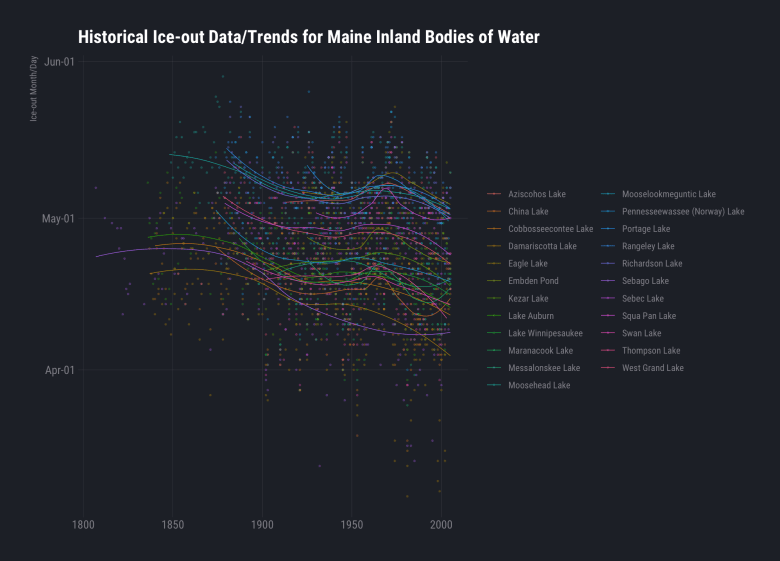 Historical Ice-out Data/Trends for Maine Inland Bodies of Water
Ice-out Month/Day
Jun-01
May-01
Apr-01
1800
1850
1900
1950
2000
Aziscohos Lake
China Lake
Cobbosseecontee Lake
Damariscotta Lake
Eagle Lake
Embden Pond
Kezar Lake
Lake Auburn
Lake Winnipesaukee
Maranacook Lake
Messalonskee Lake
Moosehead Lake
Mooselookmeguntic Lake
Pennesseewassee (Norway) Lake
Portage Lake
Rangeley Lake
Richardson Lake
Sebago Lake
Sebec Lake
Squa Pan Lake
Swan Lake
Thompson Lake
West Grand Lake